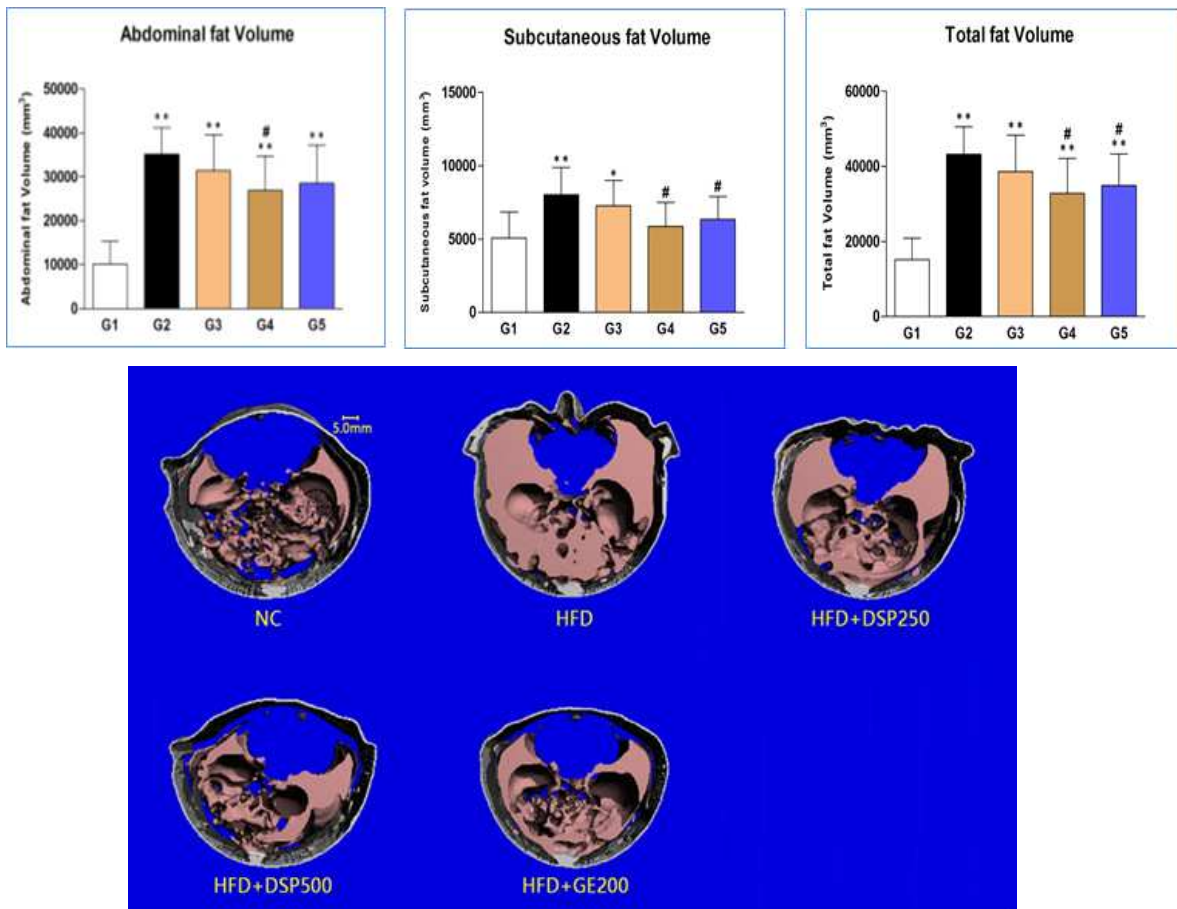 Abdominal fat Volume
Abdominal fat Volume (mm³)
50000
40000
30000
20000
10000
0
**
**
#
**
**
G1 G2 G3 G4 G5
Subcutaneous fat Volume
Subcutaneous fat volume (mm³)
15000
10000
5000
0
**
*
#
#
G1 G2 G3 G4 G5
Total fat Volume
Total fat Volume (mm³)
60000
40000
20000
0
**
**
#
**
#
**
G1 G2 G3 G4 G5
5.0mm
NC HFD HFD+DSP250
HFD+DSP500 HFD+GE200